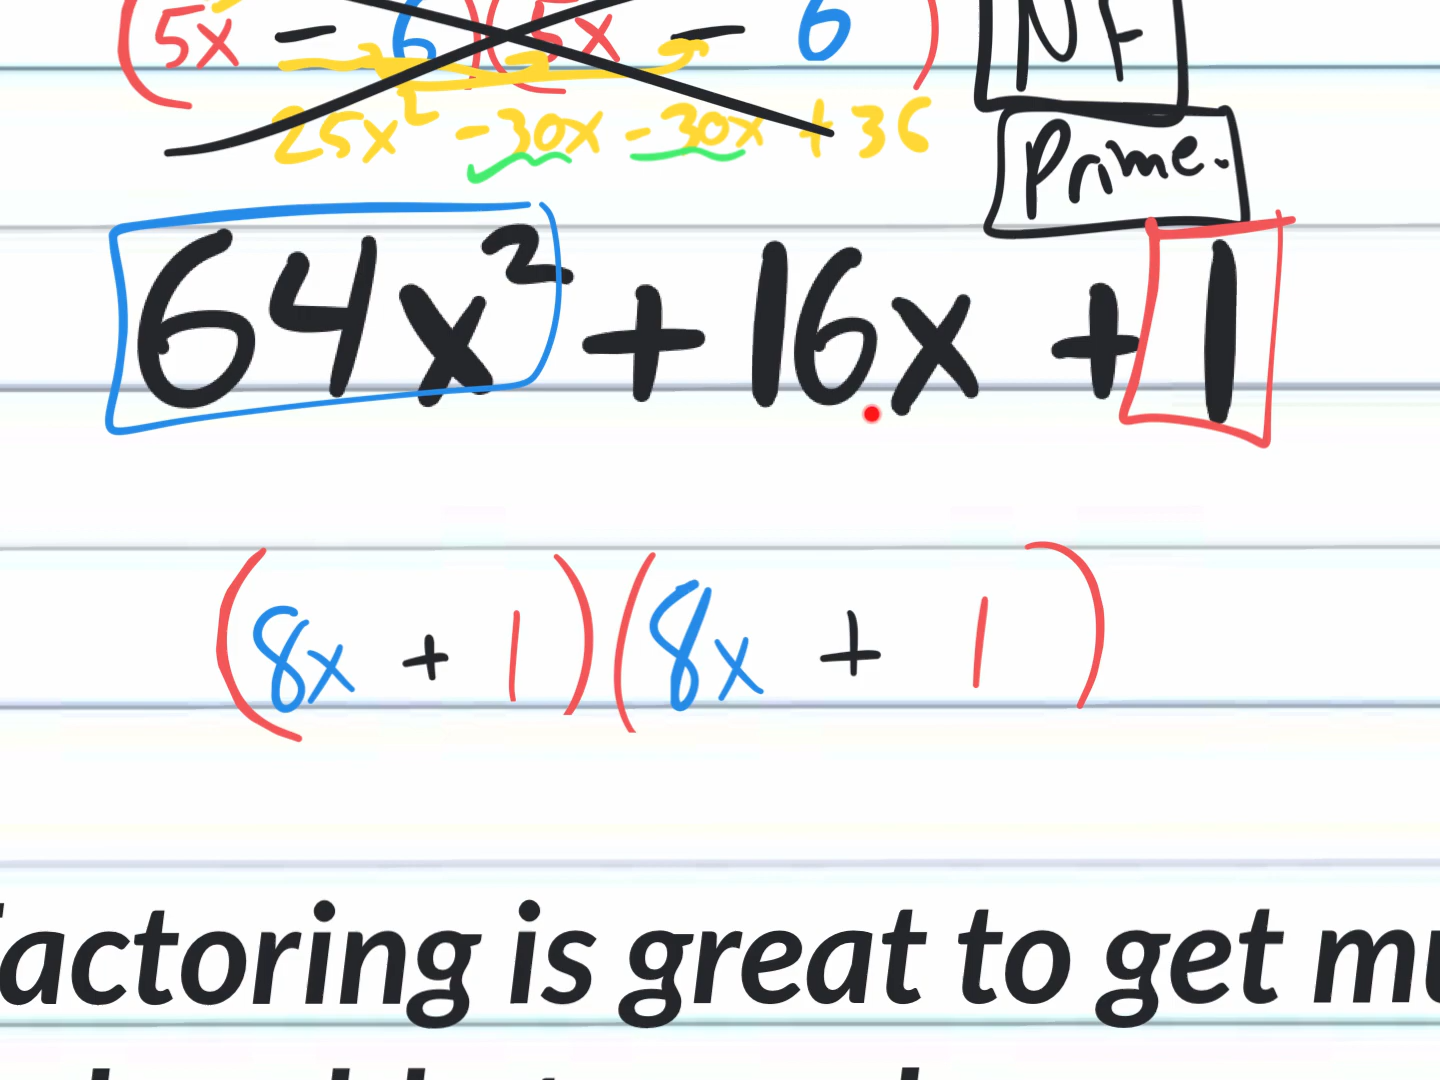 (5x - 6)(5x - 6) NF
25x² -30x -30x +36 Prime.
64x² + 16x + 1
(8x + 1)(8x + 1)
actoring is great to get mu